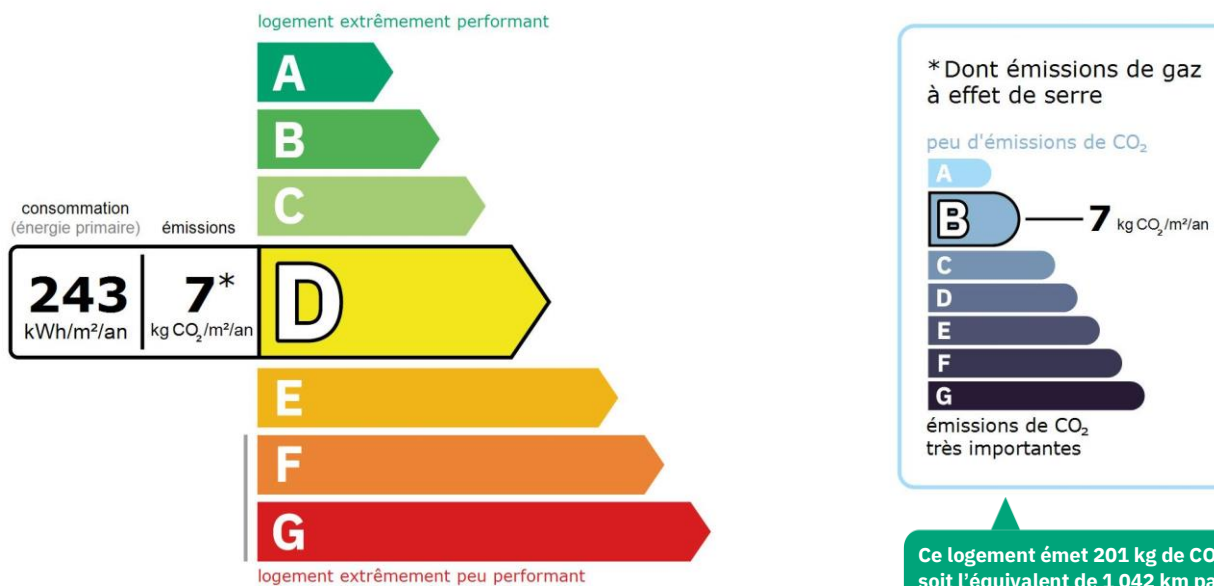 logement extrêmement performant
A
B
C
consommation
(énergie primaire)
émissions
243
kWh/m²/an
7*
kg CO₂/m²/an
D
E
F
G
logement extrêmement peu performant
*Dont émissions de gaz
à effet de serre
peu d'émissions de CO₂
A
B
7 kg CO₂/m²/an
C
D
E
F
G
émissions de CO₂
très importantes
Ce logement émet 201 kg de CO
soit l'équivalent de 1 042 km pa